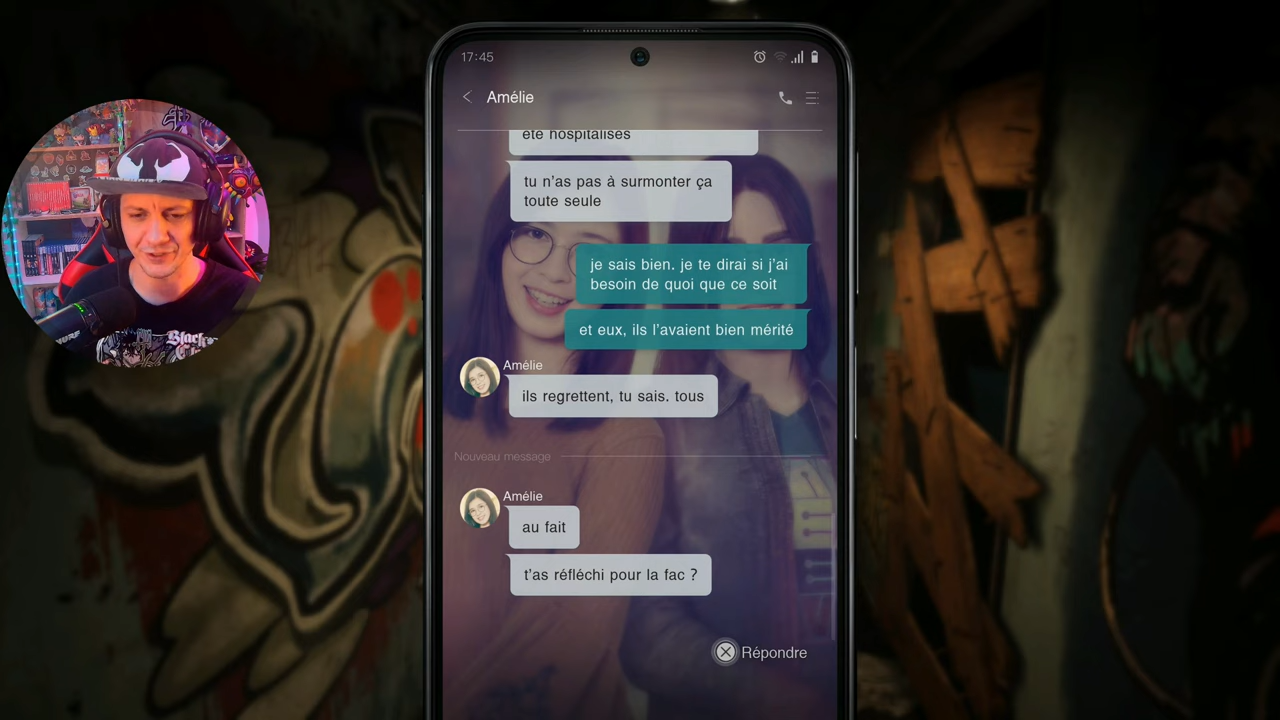 17:45
Amélie
été hospitalisés
tu n'as pas à surmonter ça
toute seule
je sais bien. je te dirai si j'ai
besoin de quoi que ce soit
et eux, ils l'avaient bien mérité
Amélie
ils regrettent, tu sais. tous
Nouveau message
Amélie
au fait
t'as réfléchi pour la fac ?
Répondre